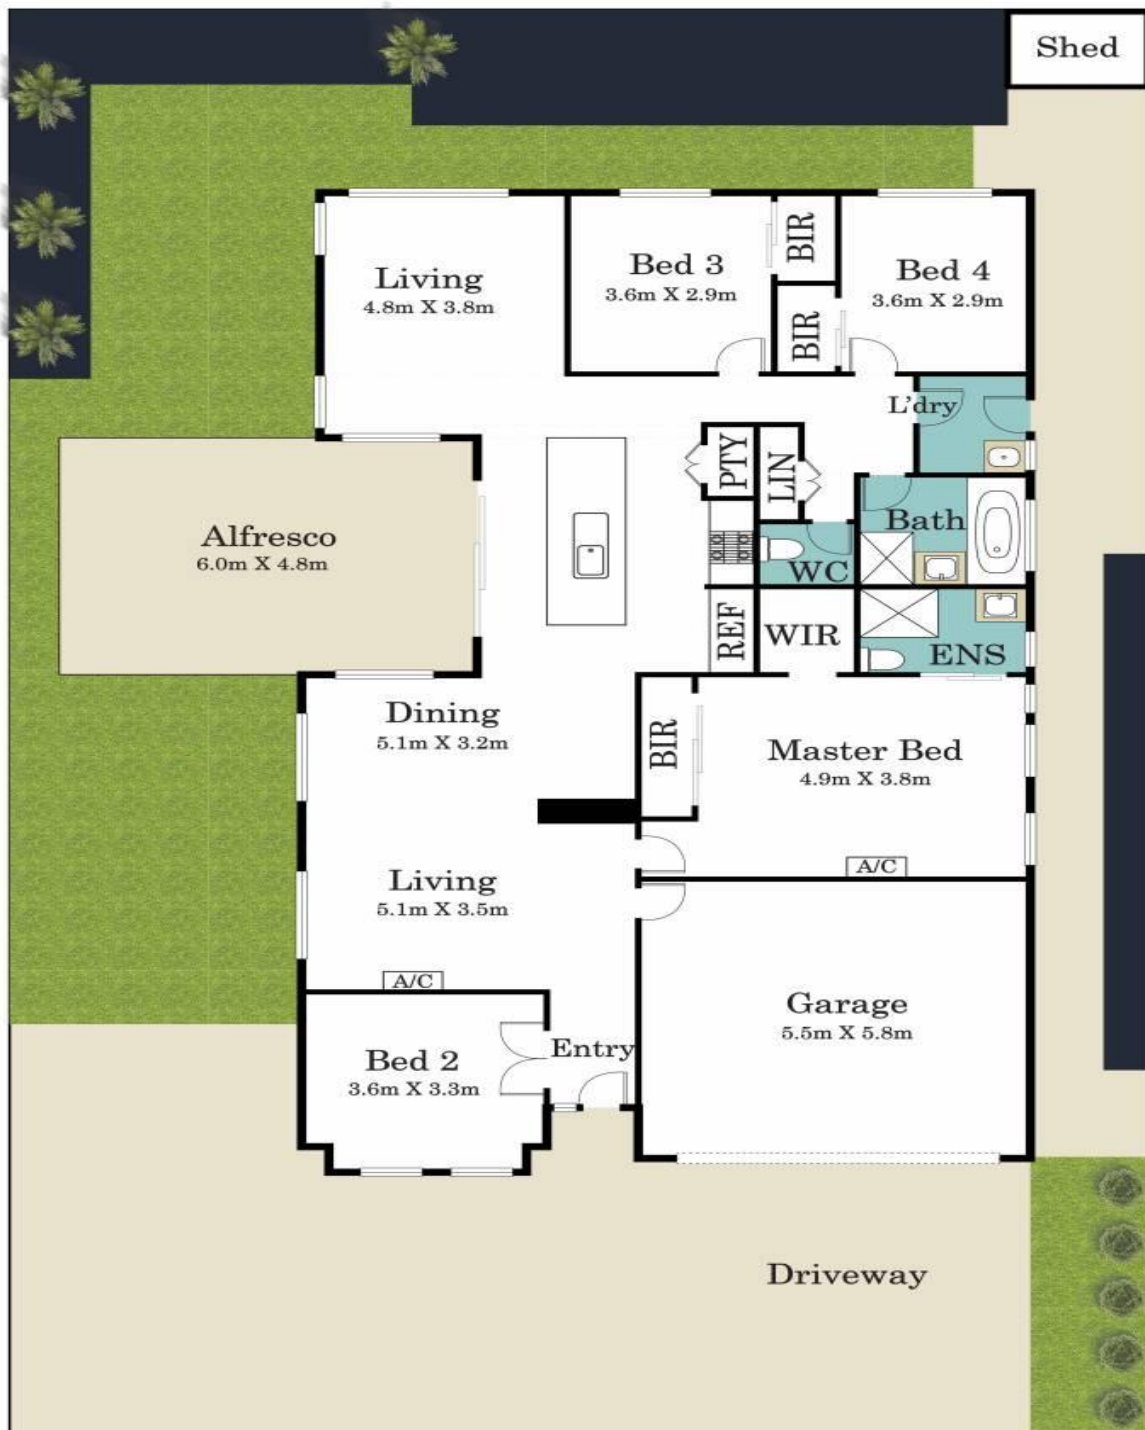 Shed
Living
4.8m X 3.8m
Bed 3
3.6m X 2.9m
BIR
BIR
Bed 4
3.6m X 2.9m
L'dry
PTY
LIN
Bath
WC
Alfresco
6.0m X 4.8m
REF
WIR
ENS
Dining
5.1m X 3.2m
BIR
Master Bed
4.9m X 3.8m
A/C
Living
5.1m X 3.5m
A/C
Garage
5.5m X 5.8m
Bed 2
3.6m X 3.3m
Entry
Driveway